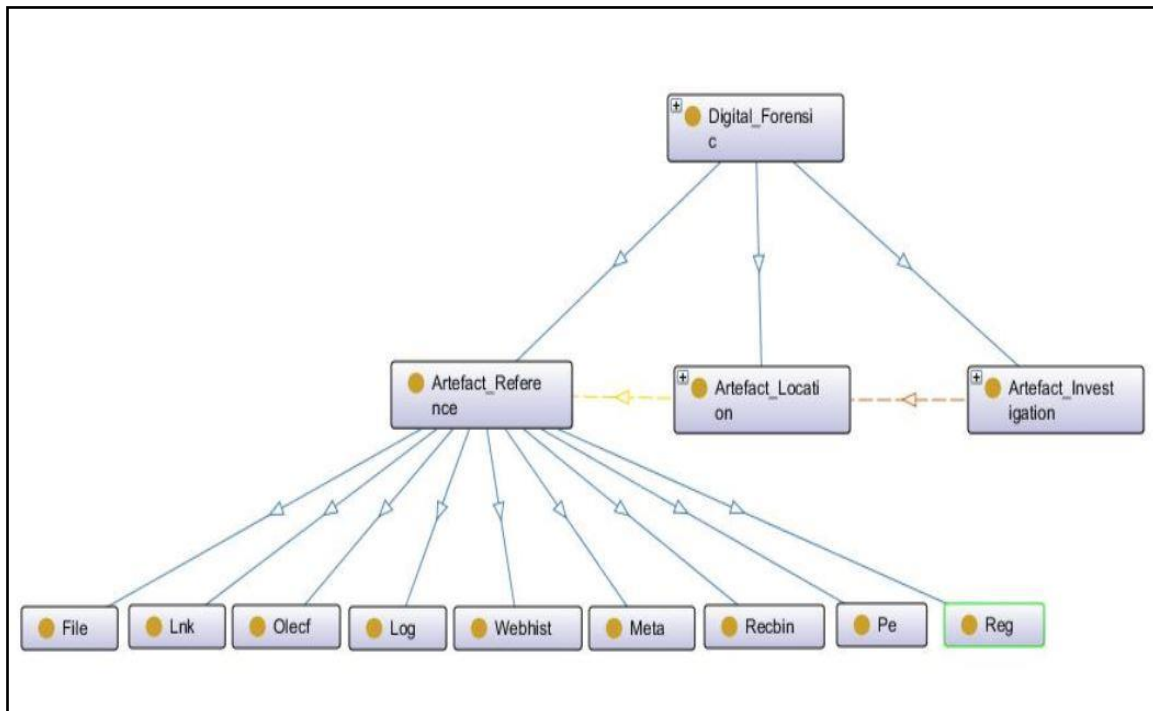 Digital_Forensi
c
Artefact_Refere
nce
Artefact_Locati
on
Artefact_Invest
igation
File
Lnk
Olecf
Log
Webhist
Meta
Recbin
Pe
Reg